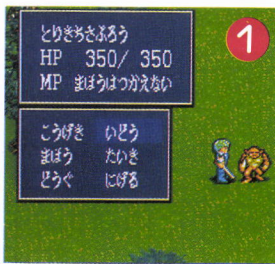 とりきちさぶろう
HP 350/ 350
MP まほうはつかえない
1
こうげき いどう
まほう たいき
どうぐ にげる